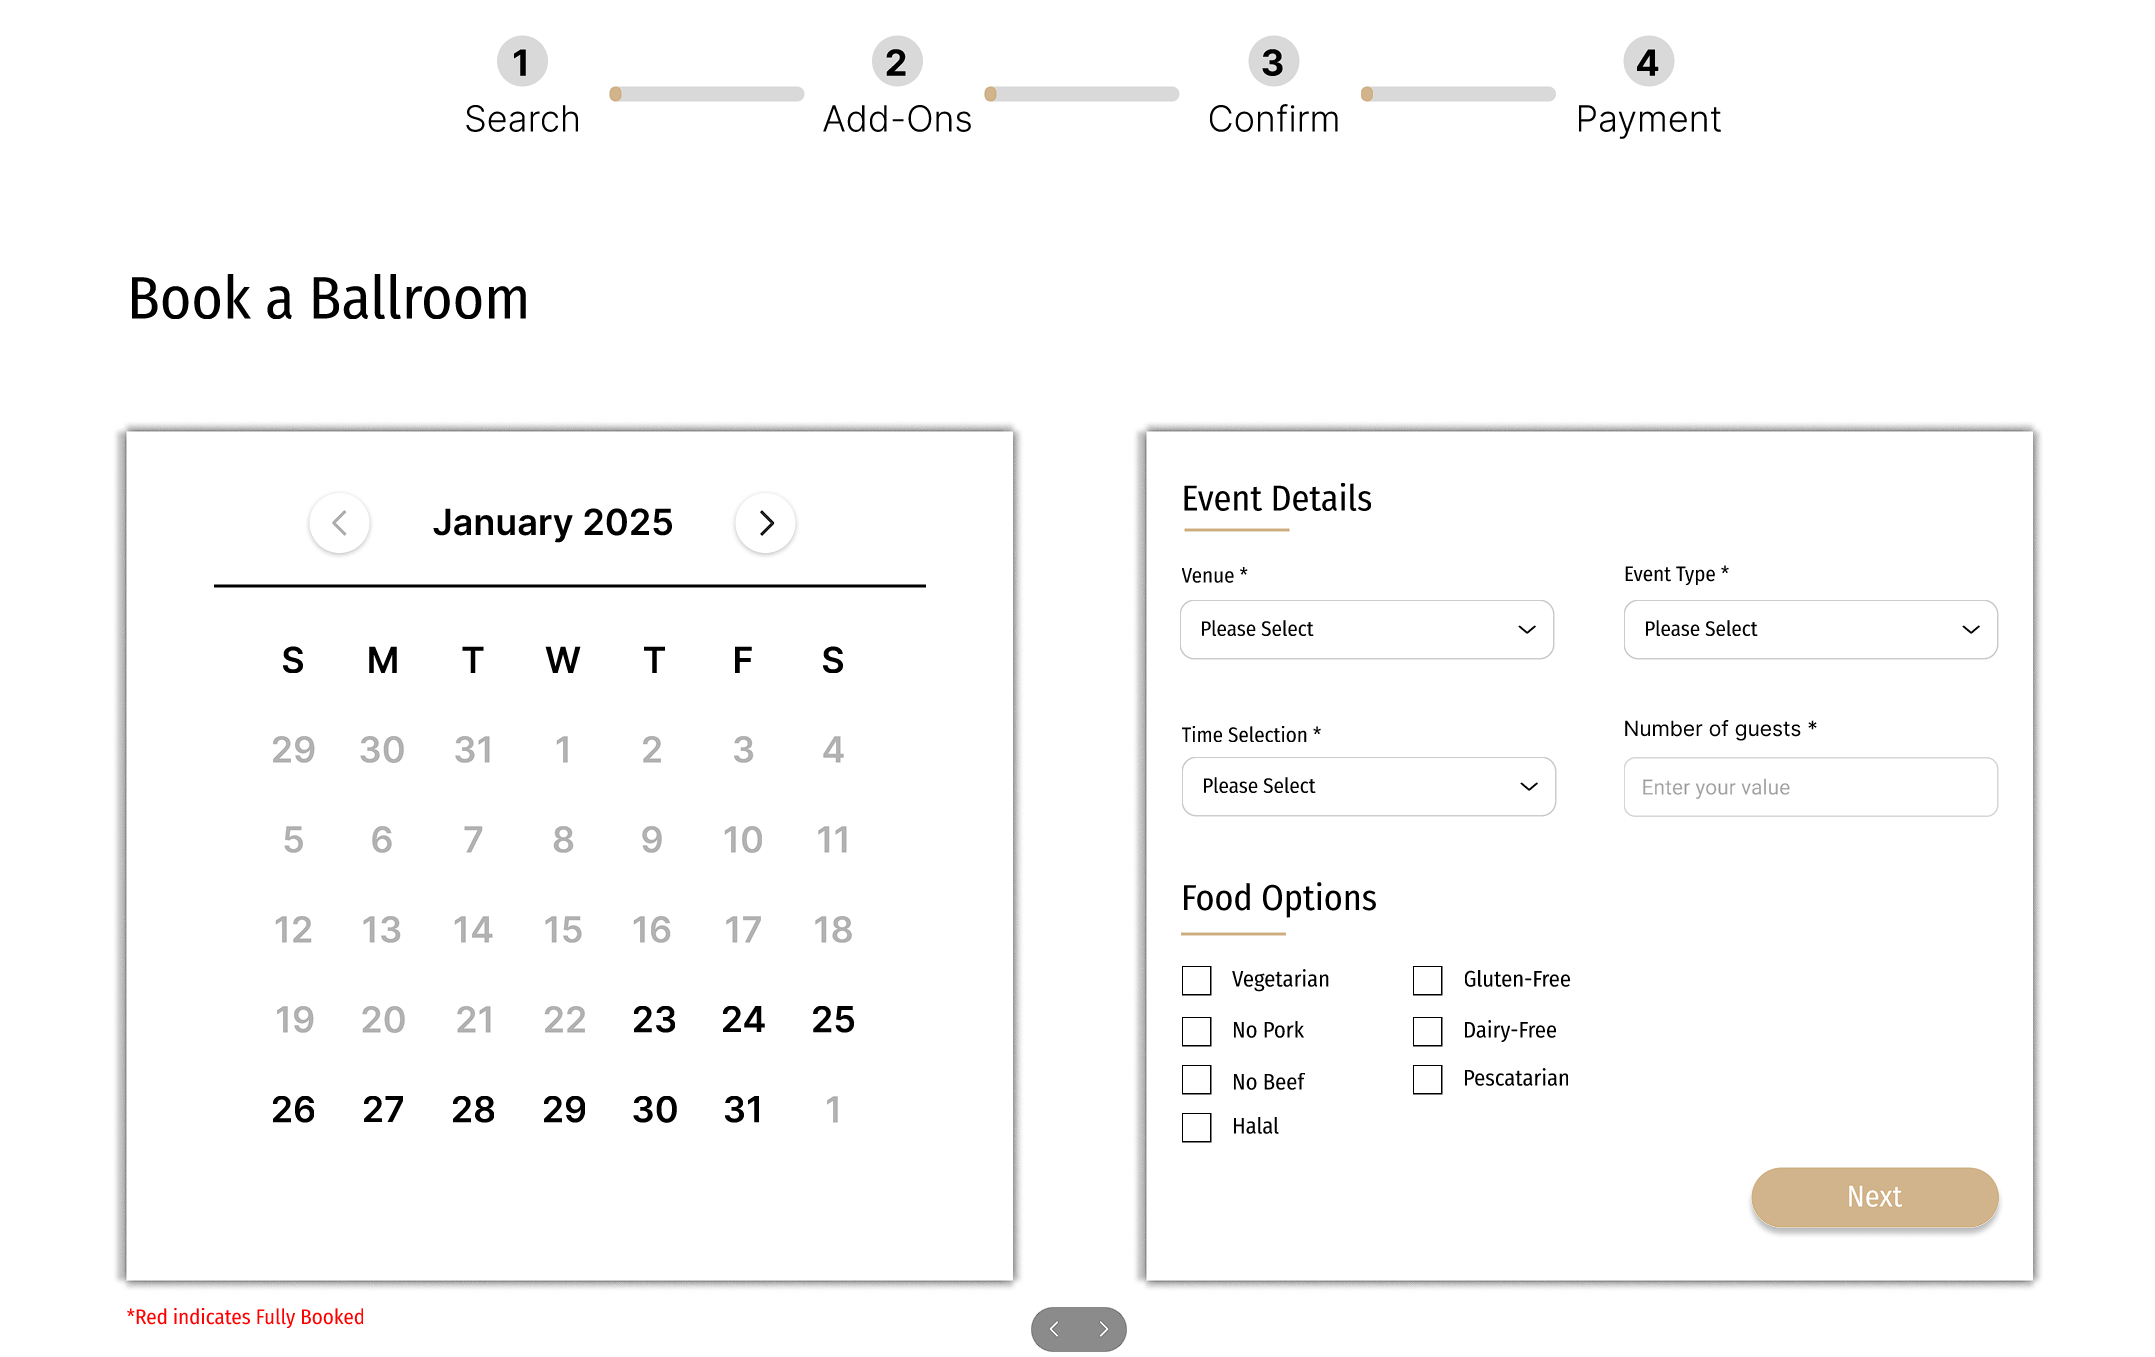 1 2 3 4
Search Add-Ons Confirm Payment
Book a Ballroom
January 2025
S M T W T F S
29 30 31 1 2 3 4
5 6 7 8 9 10 11
12 13 14 15 16 17 18
19 20 21 22 23 24 25
26 27 28 29 30 31 1
*Red indicates Fully Booked
Event Details
Venue * Event Type *
Please Select Please Select
Time Selection * Number of guests *
Please Select Enter your value
Food Options
Vegetarian Gluten-Free
No Pork Dairy-Free
No Beef Pescatarian
Halal
Next